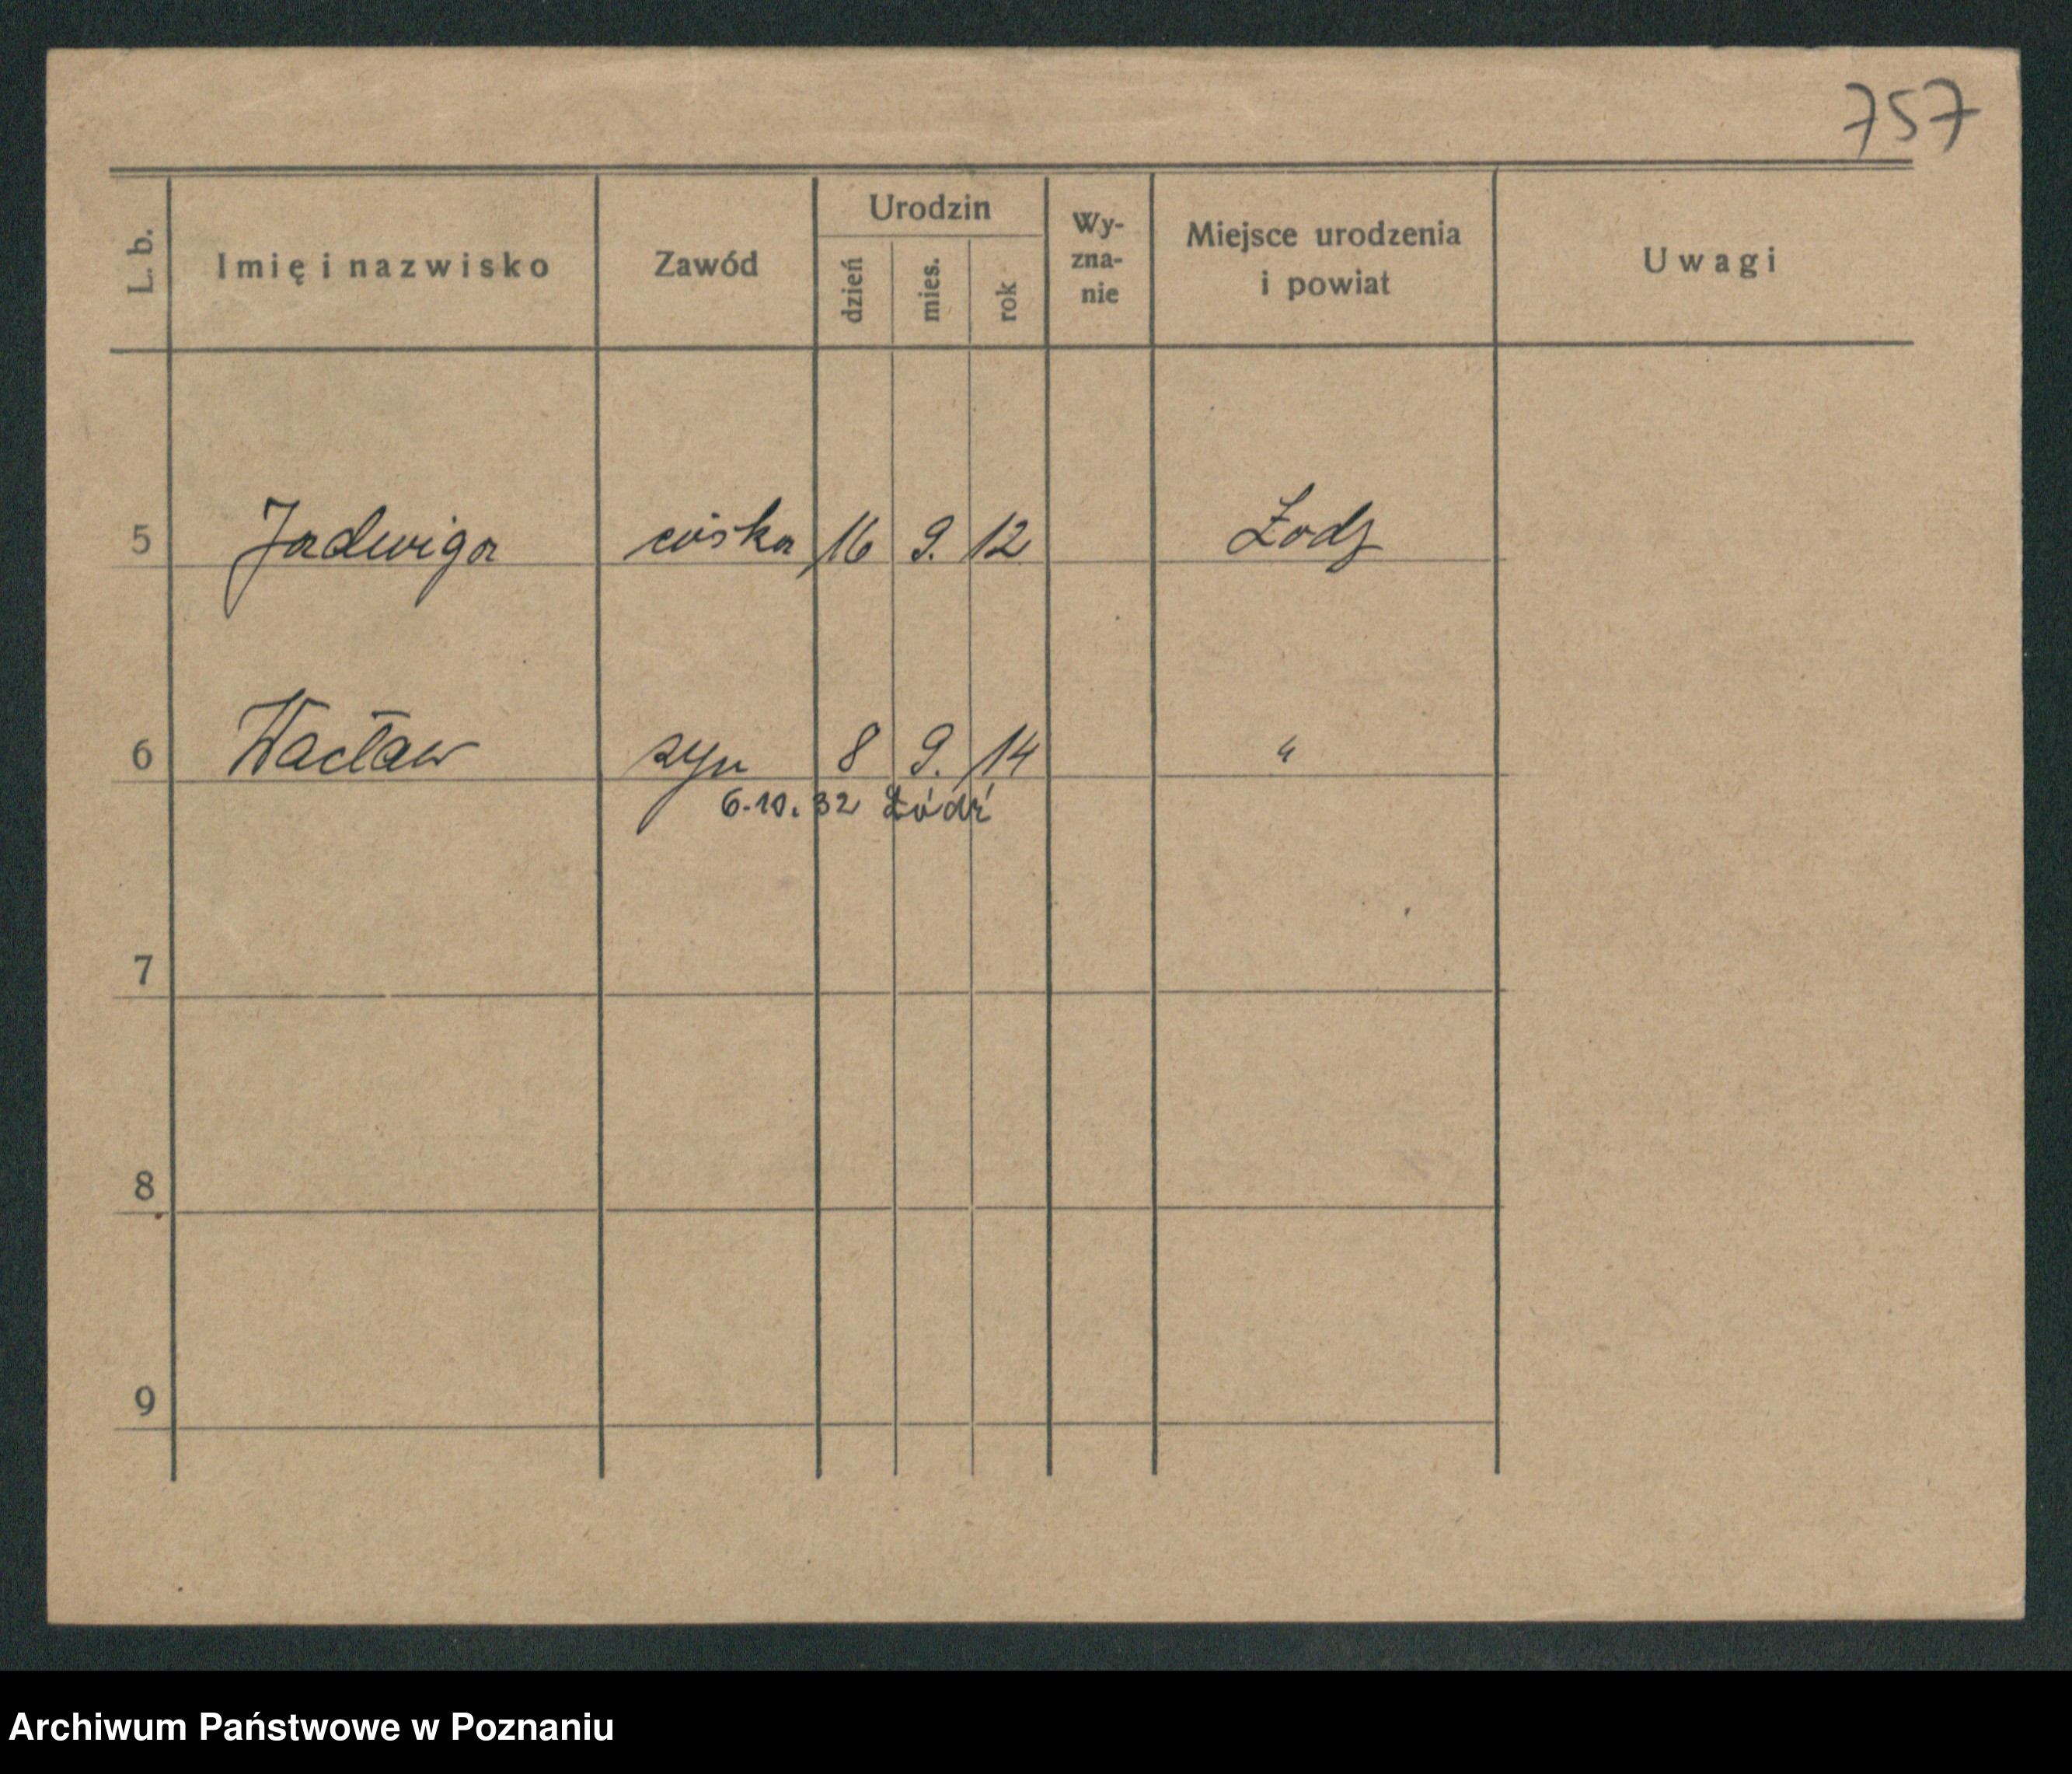 757
L. b. Imię i nazwisko Zawód Urodzin dzień mies. rok Wy-zna-nie Miejsce urodzenia i powiat Uwagi
5 Jadwiga córka 16 9. 12 Łodz
6 Wacław syn 8 9. 14 "
6.10.32 Łódź
7
8
9
Archiwum Państwowe w Poznaniu